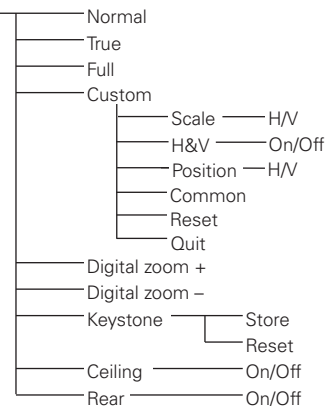 Normal
True
Full
Custom
Scale H/V
H&V On/Off
Position H/V
Common
Reset
Quit
Digital zoom +
Digital zoom –
Keystone Store
Reset
Ceiling On/Off
Rear On/Off